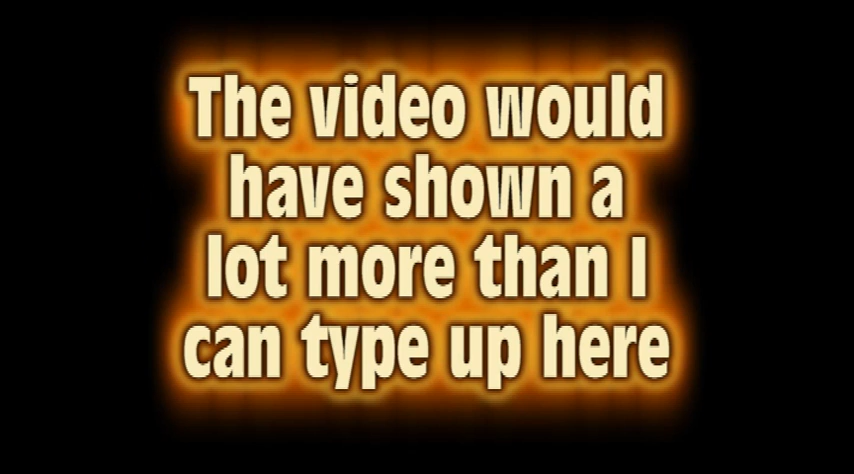 The video would
have shown a
lot more than I
can type up here